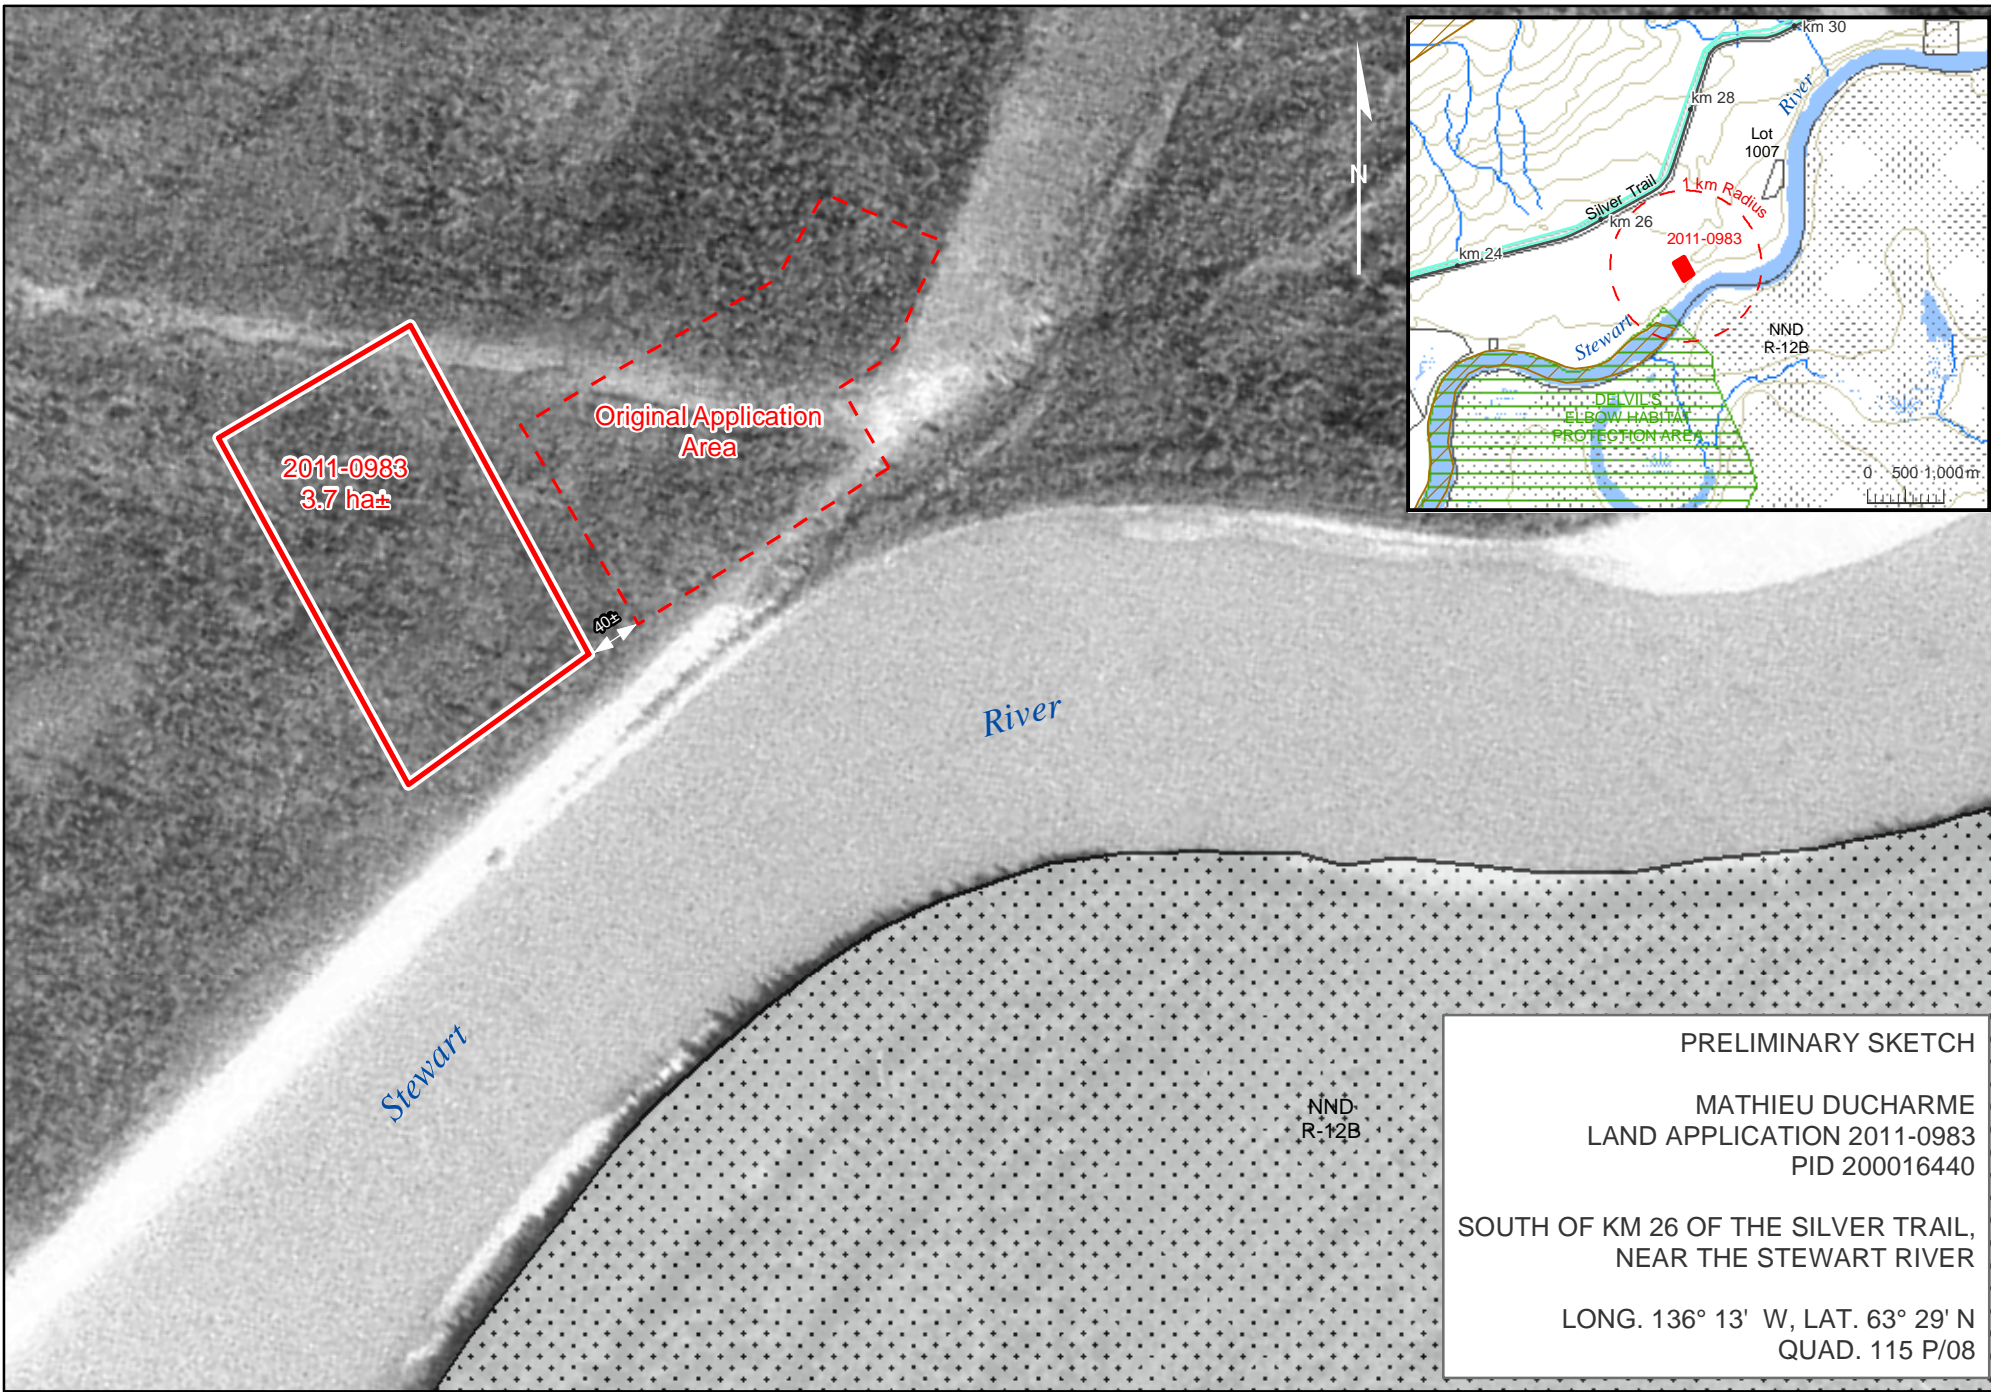 Original Application
Area
2011-0983
3.7 ha±
40±
River
Stewart
NND
R-12B
N
km 30
km 28
River
Lot
1007
1 km Radius
Silver Trail
km 26
2011-0983
km 24
Stewart
NND
R-12B
DELVIL'S
ELBOW HABITAT
PROTECTION AREA
0 500 1,000 m
PRELIMINARY SKETCH
MATHIEU DUCHARME
LAND APPLICATION 2011-0983
PID 200016440
SOUTH OF KM 26 OF THE SILVER TRAIL,
NEAR THE STEWART RIVER
LONG. 136° 13' W, LAT. 63° 29' N
QUAD. 115 P/08